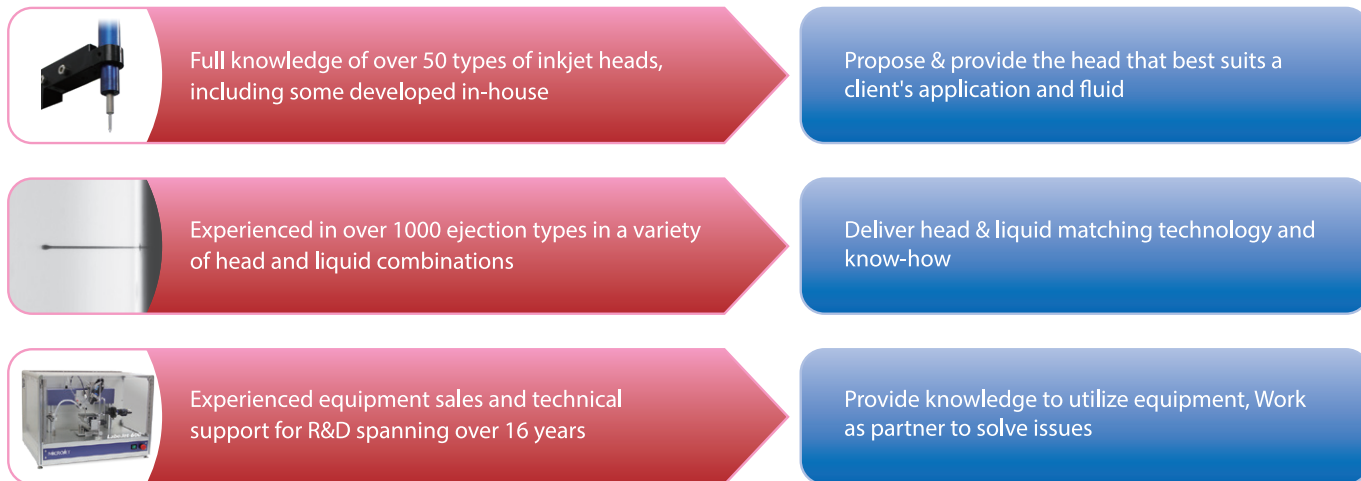 Full knowledge of over 50 types of inkjet heads,
including some developed in-house
Propose & provide the head that best suits a
client's application and fluid
Experienced in over 1000 ejection types in a variety
of head and liquid combinations
Deliver head & liquid matching technology and
know-how
Experienced equipment sales and technical
support for R&D spanning over 16 years
Provide knowledge to utilize equipment, Work
as partner to solve issues